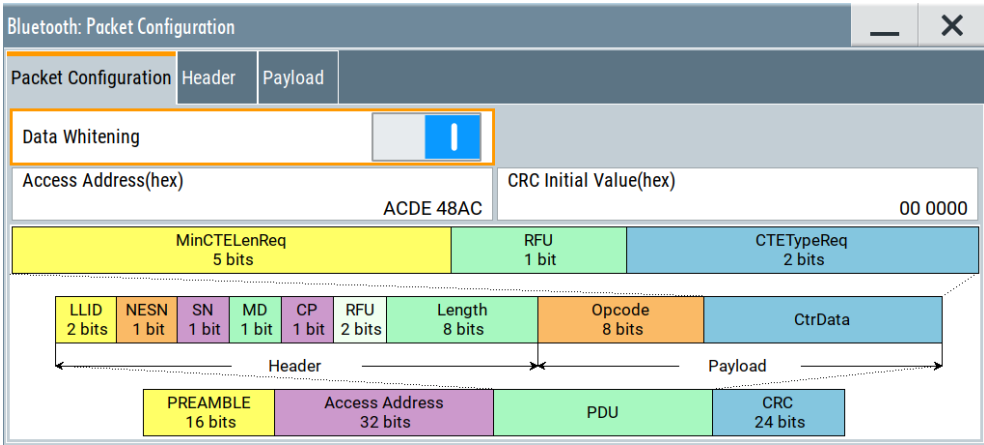 Bluetooth: Packet Configuration
Packet Configuration Header Payload
Data Whitening
Access Address(hex) CRC Initial Value(hex)
ACDE 48AC 00 0000
MinCTELenReq RFU CTETypeReq
5 bits 1 bit 2 bits
LLID NESN SN MD CP RFU Length Opcode CtrData
2 bits 1 bit 1 bit 1 bit 1 bit 2 bits 8 bits 8 bits
Header Payload
PREAMBLE Access Address PDU CRC
16 bits 32 bits 24 bits